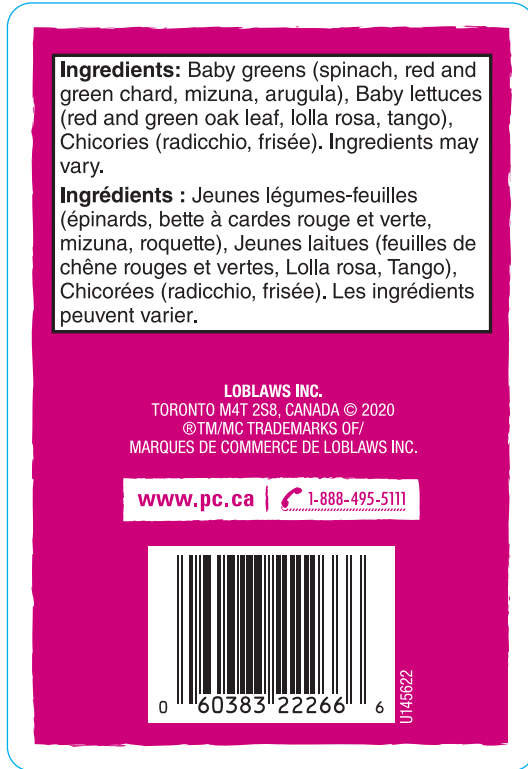 Ingredients: Baby greens (spinach, red and
green chard, mizuna, arugula), Baby lettuces
(red and green oak leaf, lolla rosa, tango),
Chicories (radicchio, frisée). Ingredients may
vary.
Ingrédients : Jeunes légumes-feuilles
(épinards, bette à cardes rouge et verte,
mizuna, roquette), Jeunes laitues (feuilles de
chêne rouges et vertes, Lolla rosa, Tango),
Chicorées (radicchio, frisée). Les ingrédients
peuvent varier.
LOBLAWS INC.
TORONTO M4T 2S8, CANADA © 2020
®TM/MC TRADEMARKS OF/
MARQUES DE COMMERCE DE LOBLAWS INC.
www.pc.ca | 1-888-495-5111
0 60383 22266 6
U145622